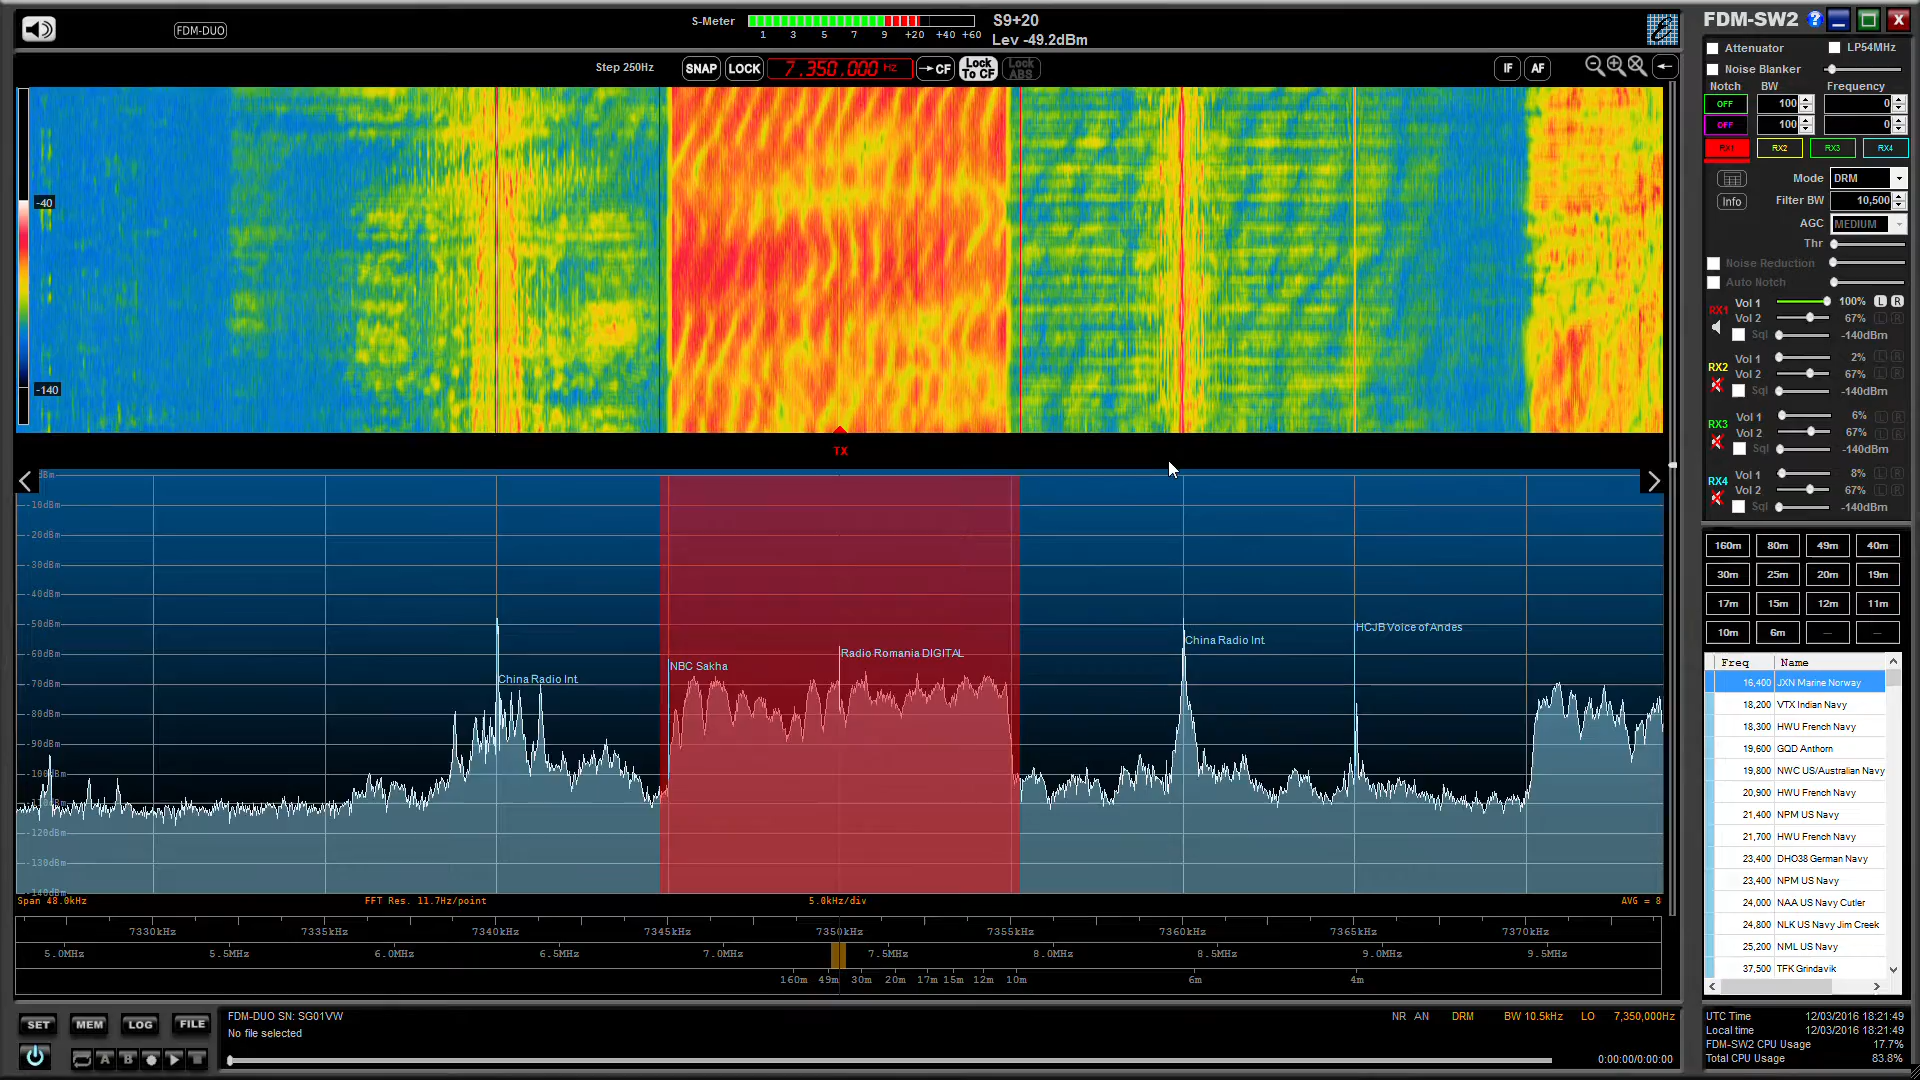 FDM-DUO
S-Meter
1 3 5 7 9 +20 +40 +60
S9+20
Lev -49.2dBm
FDM-SW2
Step 250Hz
SNAP LOCK 7.350.000 HZ →CF Lock To CF Lock ABS
IF AF
-40
-140
TX
-10dBm
-20dBm
-30dBm
-40dBm
-50dBm
-60dBm
-70dBm
-80dBm
-90dBm
-100dBm
-110dBm
-120dBm
-130dBm
-140dBm
HCJB Voice of Andes
China Radio Int.
Radio Romania DIGITAL
NBC Sakha
China Radio Int.
Span 48.0kHz FFT Res. 11.7Hz/point 5.0kHz/div AVG = 8
7330kHz 7335kHz 7340kHz 7345kHz 7350kHz 7355kHz 7360kHz 7365kHz 7370kHz
5.0MHz 5.5MHz 6.0MHz 6.5MHz 7.0MHz 7.5MHz 8.0MHz 8.5MHz 9.0MHz 9.5MHz
160m 49m 30m 20m 17m 15m 12m 10m 6m 4m
SET MEM LOG FILE
A B
FDM-DUO SN: SG01VW
No file selected
NR AN DRM BW 10.5kHz LO 7,350,000Hz
0:00:00/0:00:00
Attenuator LP54MHz
Noise Blanker
Notch BW Frequency
OFF 100 0
OFF 100 0
RX1 RX2 RX3 RX4
Mode DRM
Info Filter BW 10,500
AGC MEDIUM
Thr
Noise Reduction
Auto Notch
RX1 Vol 1 100% L R
Vol 2 67% L R
Sql -140dBm
RX2 Vol 1 2% L R
Vol 2 67% L R
Sql -140dBm
RX3 Vol 1 6% L R
Vol 2 67% L R
Sql -140dBm
RX4 Vol 1 8% L R
Vol 2 67% L R
Sql -140dBm
160m 80m 49m 40m
30m 25m 20m 19m
17m 15m 12m 11m
10m 6m — —
Freq Name
16,400 JXN Marine Norway
18,200 VTX Indian Navy
18,300 HWU French Navy
19,600 GQD Anthorn
19,800 NWC US/Australian Navy
20,900 HWU French Navy
21,400 NPM US Navy
21,700 HWU French Navy
23,400 DHO38 German Navy
23,400 NPM US Navy
24,000 NAA US Navy Cutler
24,800 NLK US Navy Jim Creek
25,200 NML US Navy
37,500 TFK Grindavik
UTC Time 12/03/2016 18:21:49
Local time 12/03/2016 18:21:49
FDM-SW2 CPU Usage 17.7%
Total CPU Usage 83.8%